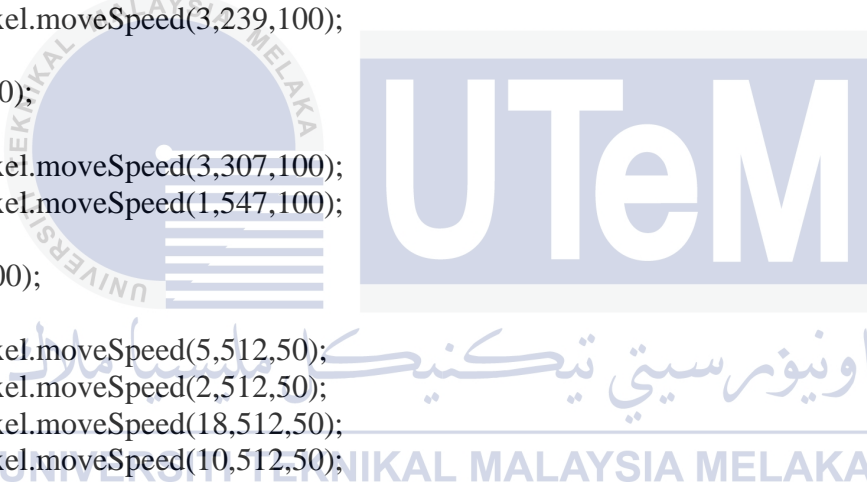 kel.moveSpeed(3,239,100);
0);
kel.moveSpeed(3,307,100);
kel.moveSpeed(1,547,100);
00);
kel.moveSpeed(5,512,50);
kel.moveSpeed(2,512,50);
kel.moveSpeed(18,512,50);
kel.moveSpeed(10,512,50);
UTeM
اونيۏرسيتي تيكنيكل مليسيا ملاك
UNIVERSITI TEKNIKAL MALAYSIA MELAKA